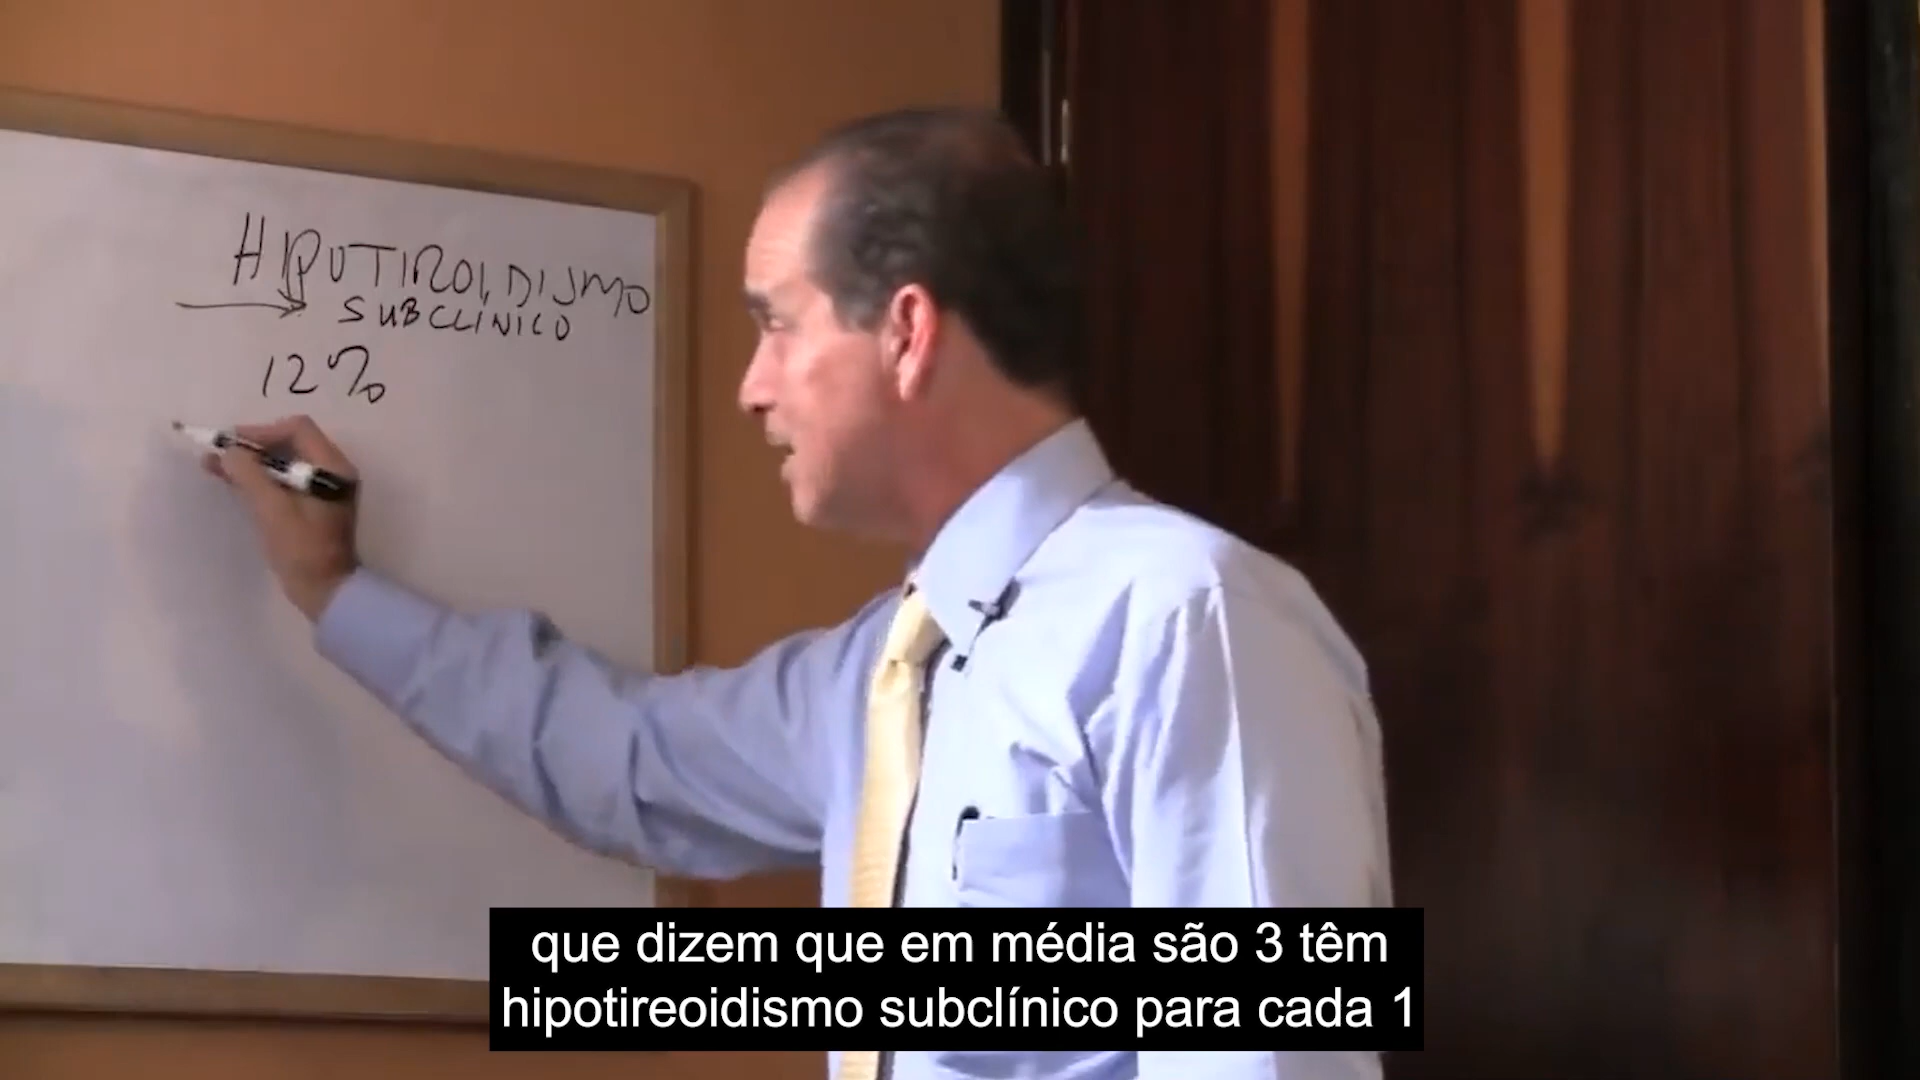 HIPOTIROIDISMO
SUBCLINICO
12%
que dizem que em média são 3 têm
hipotireoidismo subclínico para cada 1